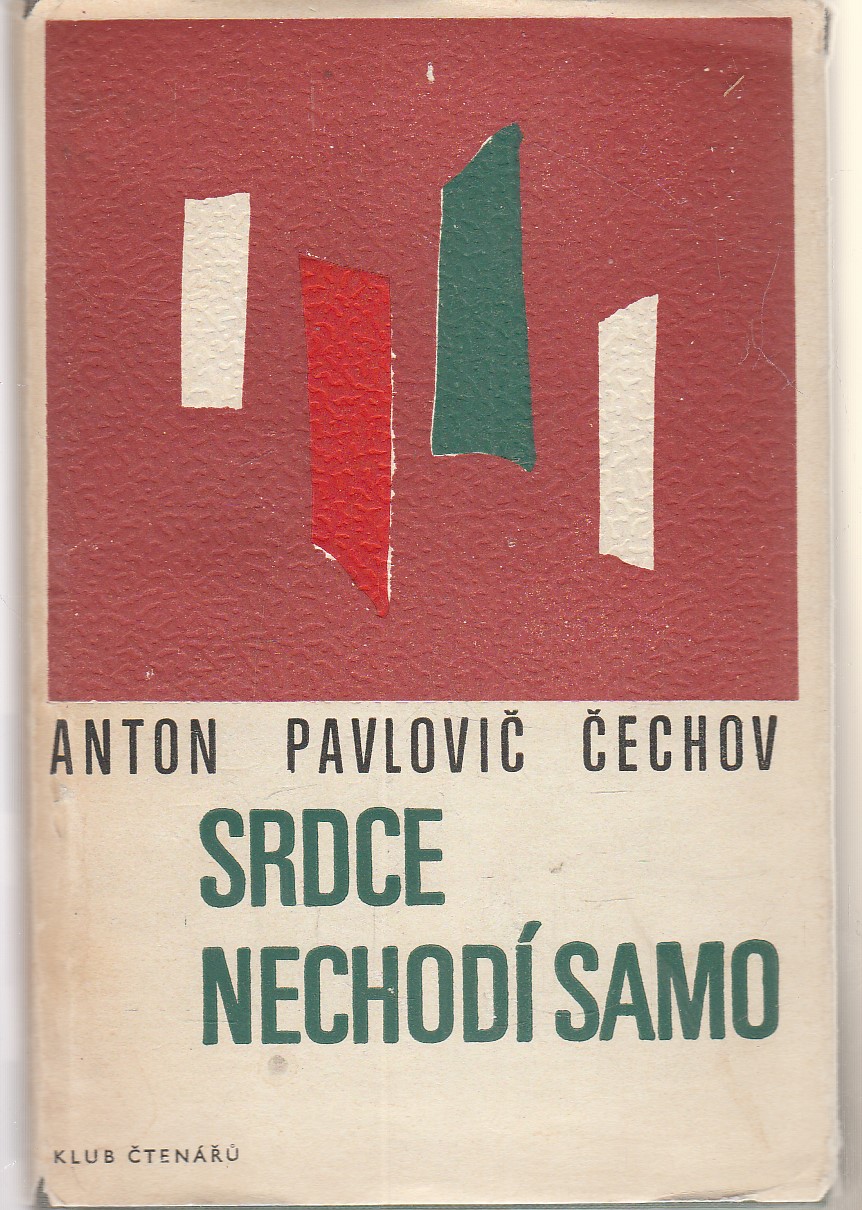 ANTON PAVLOVIČ ČECHOV
SRDCE
NECHODÍ SAMO
KLUB ČTENÁŘŮ